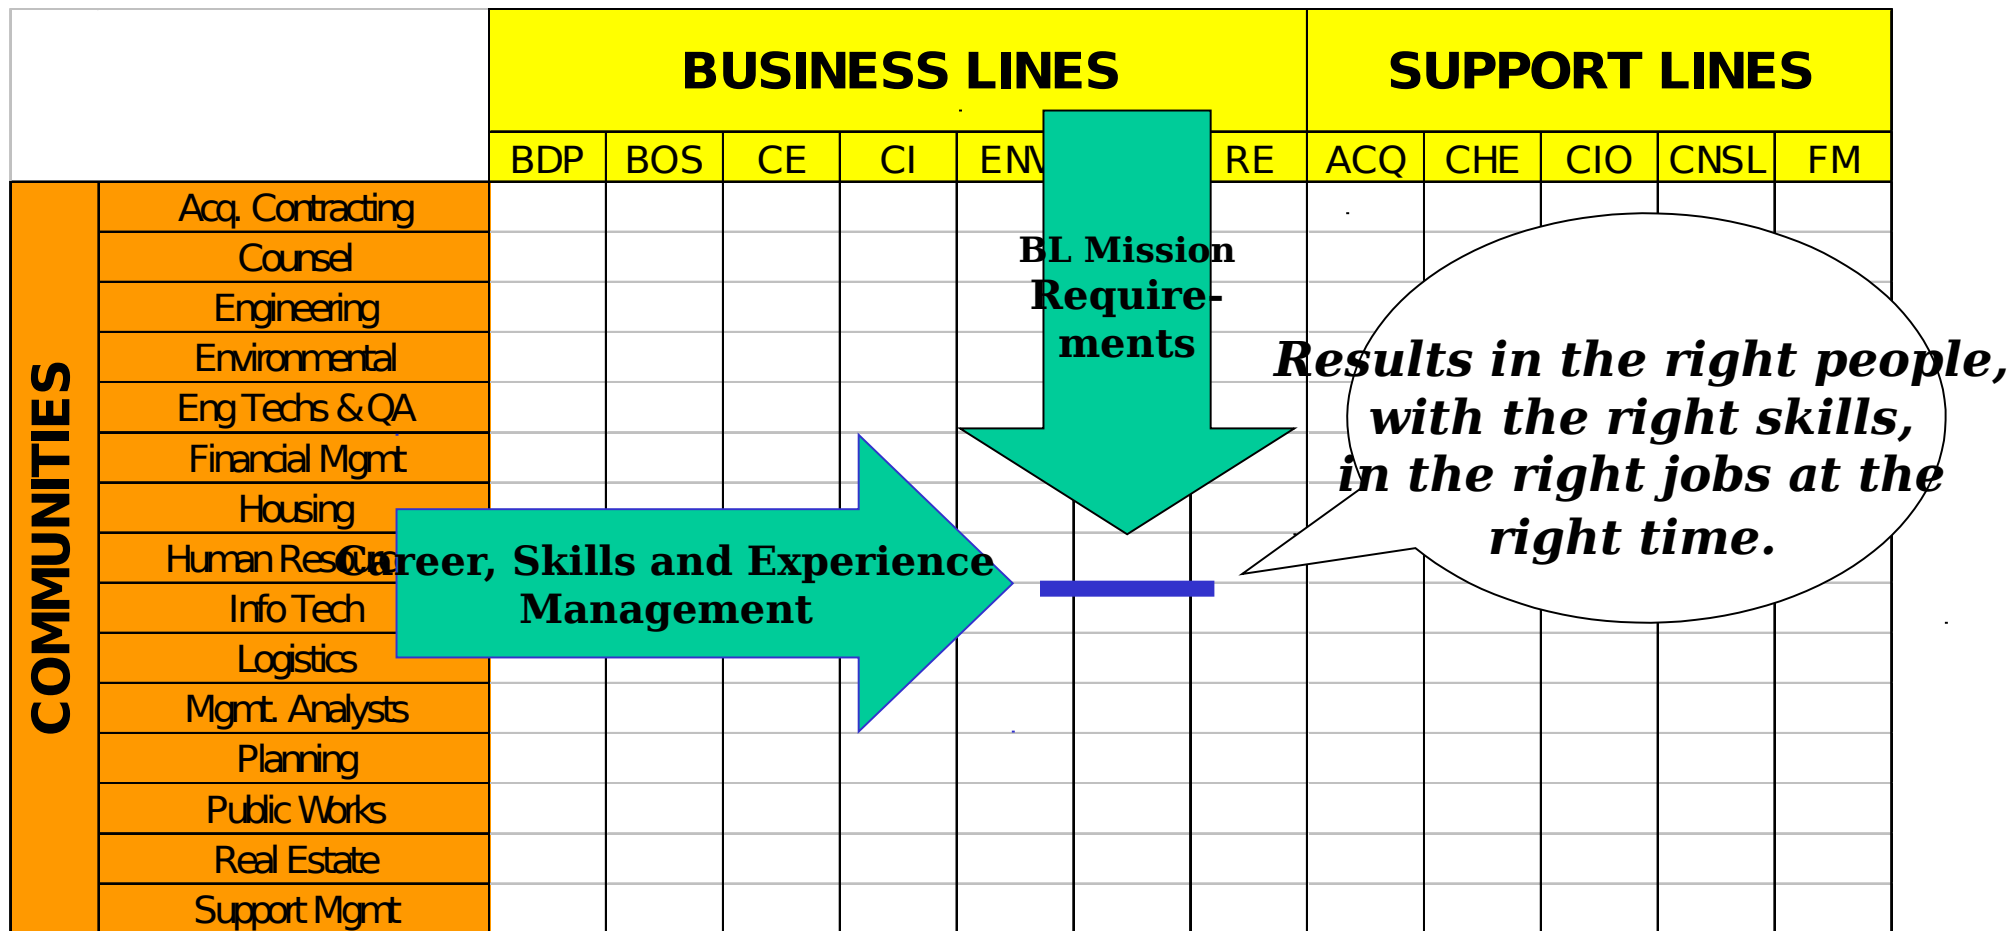 BUSINESS LINES SUPPORT LINES
BDP BOS CE CI ENV RE ACQ CHE CIO CNSL FM
COMMUNITIES
Acq. Contracting
Counsel
Engineering
Environmental
Eng Techs & QA
Financial Mgmt
Housing
Human
Info Tech
Logistics
Mgmt. Analysts
Planning
Public Works
Real Estate
Support Mgmt
BL Mission
Require-
ments
Career, Skills and Experience
Management
Results in the right people,
with the right skills,
in the right jobs at the
right time.